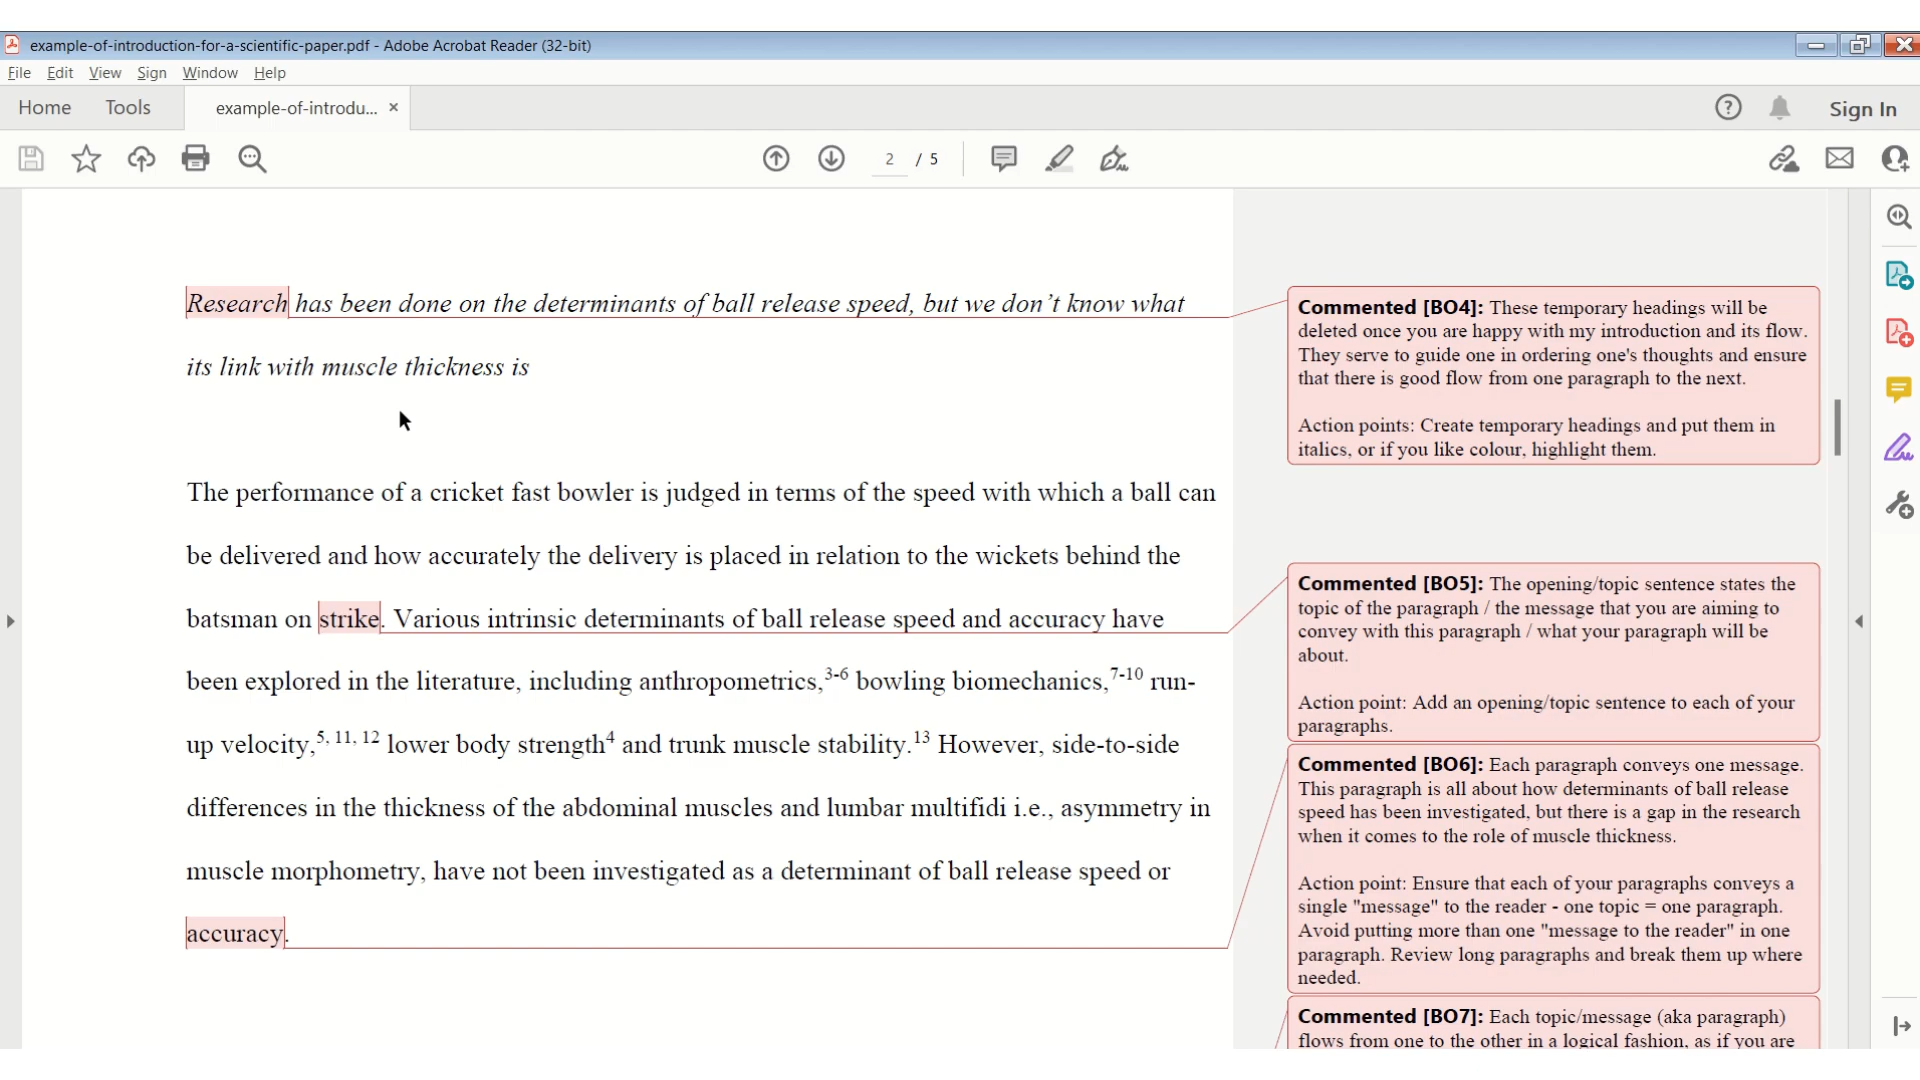 example-of-introduction-for-a-scientific-paper.pdf - Adobe Acrobat Reader (32-bit)
File Edit View Sign Window Help
Home Tools example-of-introdu... × Sign In
2 / 5
Research has been done on the determinants of ball release speed, but we don’t know what
its link with muscle thickness is
The performance of a cricket fast bowler is judged in terms of the speed with which a ball can
be delivered and how accurately the delivery is placed in relation to the wickets behind the
batsman on strike. Various intrinsic determinants of ball release speed and accuracy have
been explored in the literature, including anthropometrics,3-6 bowling biomechanics,7-10 run-
up velocity,5, 11, 12 lower body strength4 and trunk muscle stability.13 However, side-to-side
differences in the thickness of the abdominal muscles and lumbar multifidi i.e., asymmetry in
muscle morphometry, have not been investigated as a determinant of ball release speed or
accuracy.
Commented [BO4]: These temporary headings will be
deleted once you are happy with my introduction and its flow.
They serve to guide one in ordering one's thoughts and ensure
that there is good flow from one paragraph to the next.
Action points: Create temporary headings and put them in
italics, or if you like colour, highlight them.
Commented [BO5]: The opening/topic sentence states the
topic of the paragraph / the message that you are aiming to
convey with this paragraph / what your paragraph will be
about.
Action point: Add an opening/topic sentence to each of your
paragraphs.
Commented [BO6]: Each paragraph conveys one message.
This paragraph is all about how determinants of ball release
speed has been investigated, but there is a gap in the research
when it comes to the role of muscle thickness.
Action point: Ensure that each of your paragraphs conveys a
single "message" to the reader - one topic = one paragraph.
Avoid putting more than one "message to the reader" in one
paragraph. Review long paragraphs and break them up where
needed.
Commented [BO7]: Each topic/message (aka paragraph)
flows from one to the other in a logical fashion, as if you are